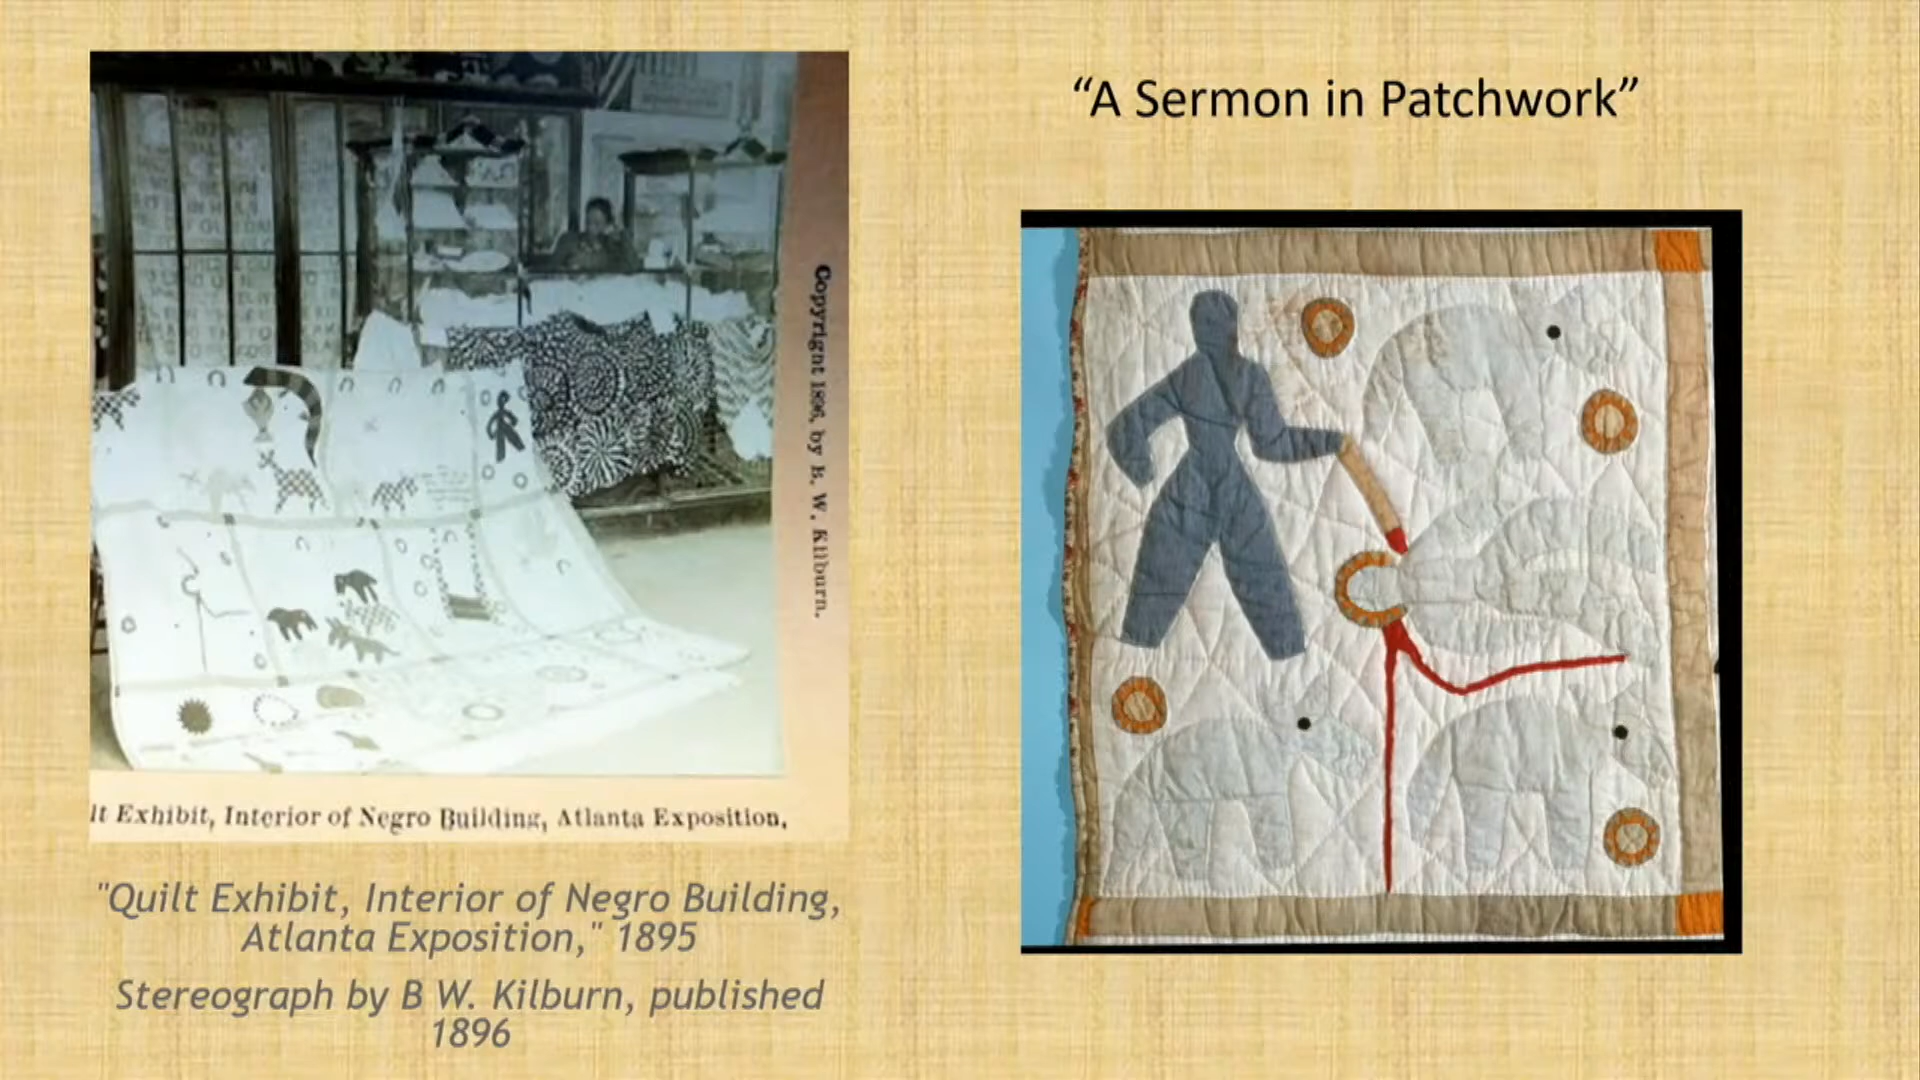 Copyright 1896, by B. W. Kilburn.
lt Exhibit, Interior of Negro Building, Atlanta Exposition,
"Quilt Exhibit, Interior of Negro Building,
Atlanta Exposition," 1895
Stereograph by B W. Kilburn, published
1896
“A Sermon in Patchwork”